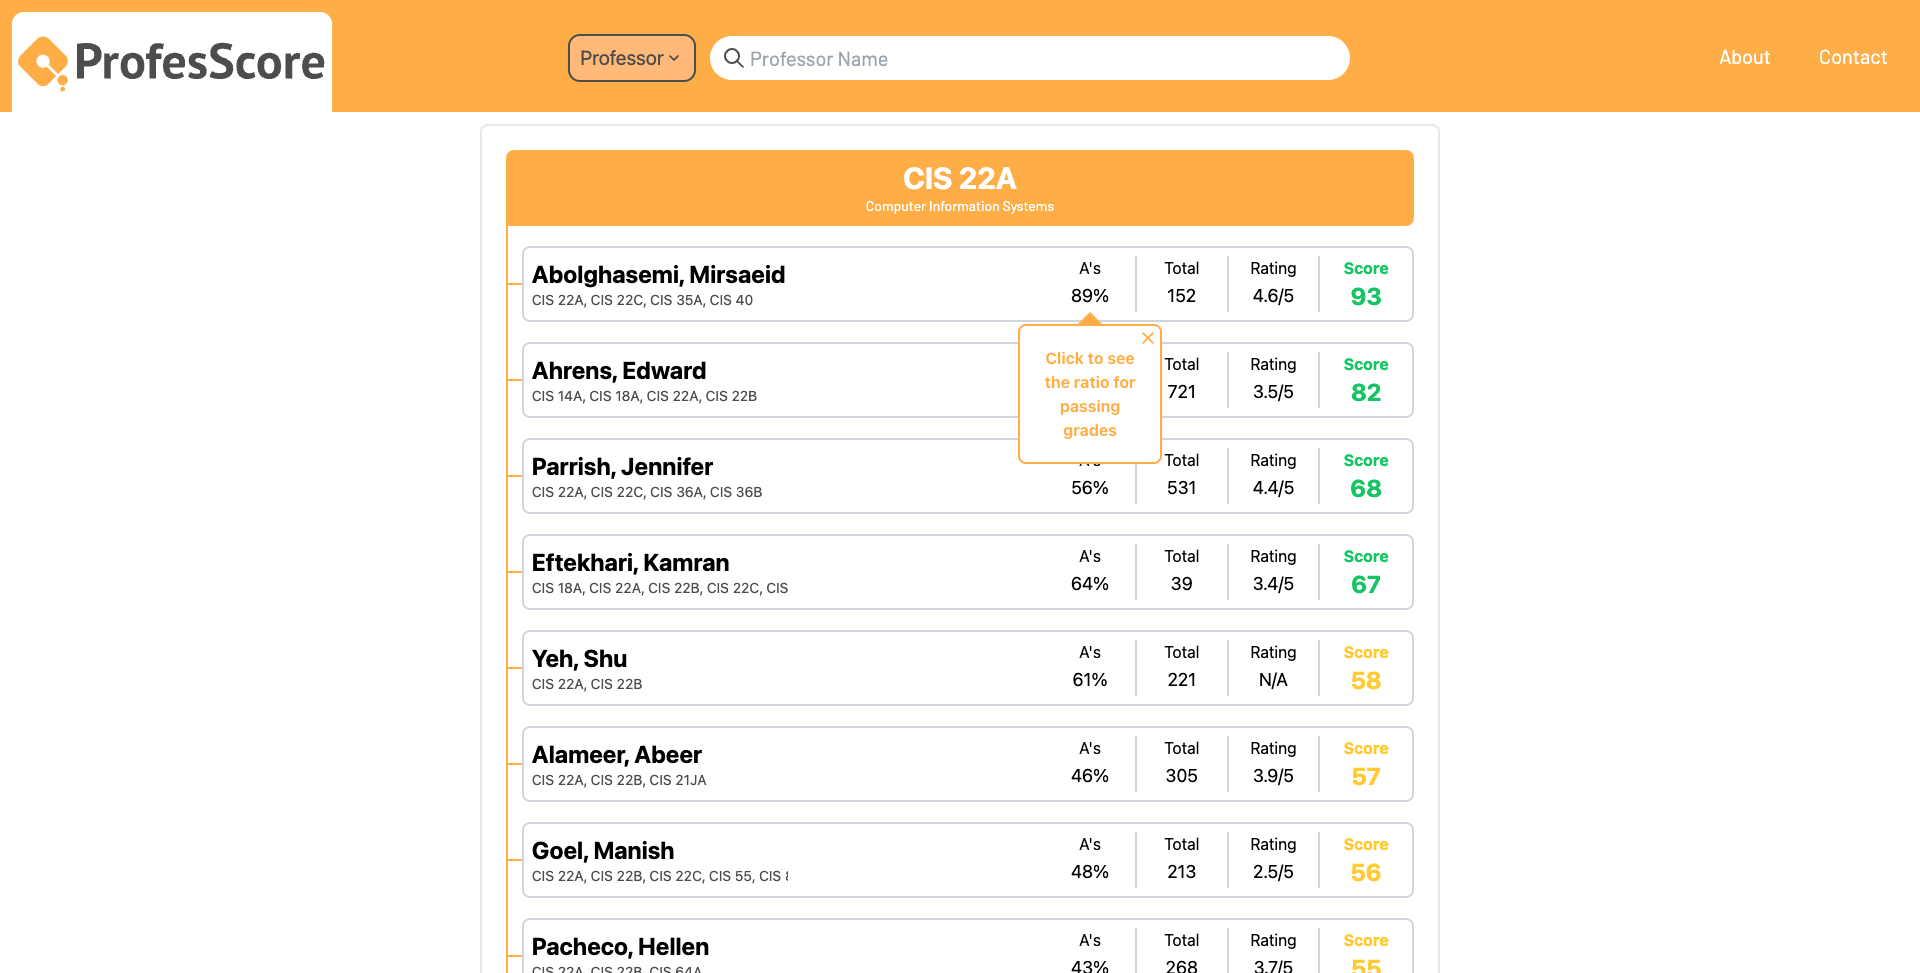 ProfesScore
Professor
Professor Name
About
Contact
CIS 22A
Computer Information Systems
Abolghasemi, Mirsaeid
CIS 22A, CIS 22C, CIS 35A, CIS 40
A's
89%
Total
152
Rating
4.6/5
Score
93
Click to see
the ratio for
passing
grades
Ahrens, Edward
CIS 14A, CIS 18A, CIS 22A, CIS 22B
Total
721
Rating
3.5/5
Score
82
Parrish, Jennifer
CIS 22A, CIS 22C, CIS 36A, CIS 36B
56%
Total
531
Rating
4.4/5
Score
68
Eftekhari, Kamran
CIS 18A, CIS 22A, CIS 22B, CIS 22C, CIS
A's
64%
Total
39
Rating
3.4/5
Score
67
Yeh, Shu
CIS 22A, CIS 22B
A's
61%
Total
221
Rating
N/A
Score
58
Alameer, Abeer
CIS 22A, CIS 22B, CIS 21JA
A's
46%
Total
305
Rating
3.9/5
Score
57
Goel, Manish
CIS 22A, CIS 22B, CIS 22C, CIS 55, CIS
A's
48%
Total
213
Rating
2.5/5
Score
56
Pacheco, Hellen
CIS 22A, CIS 22B, CIS 64A
A's
43%
Total
268
Rating
3.7/5
Score
55